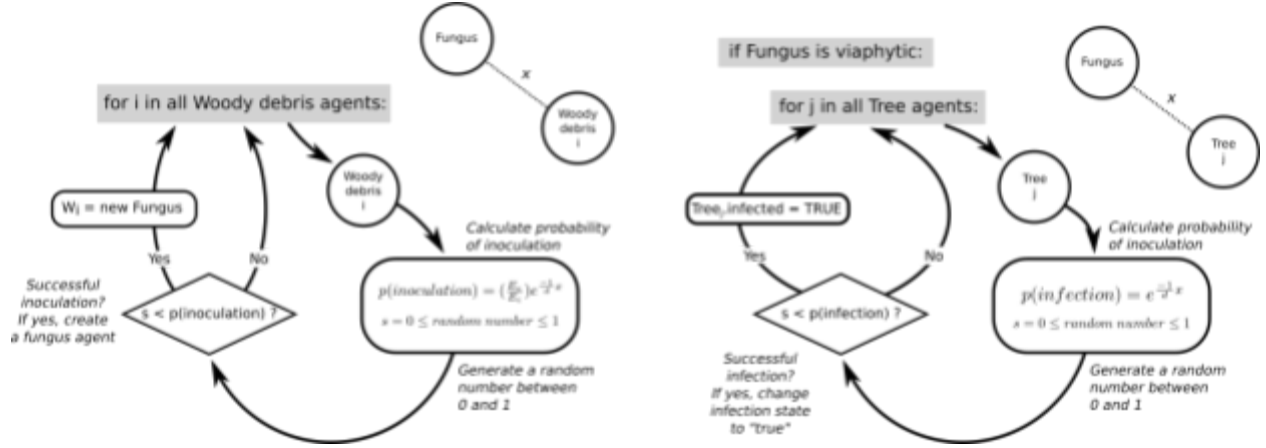 Fungus
x
Woody
debris
i
for i in all Woody debris agents:
Woody
debris
i
Wi = new Fungus
Calculate probability
of inoculation
Yes
No
p(inoculation) = ( )e x
s = 0 ≤ random number ≤ 1
Successful
inoculation?
If yes, create
a fungus agent
s < p(inoculation) ?
Generate a random
number between
0 and 1
if Fungus is viaphytic:
Fungus
x
Tree
j
for j in all Tree agents:
Tree
j
Treej.infected = TRUE
Calculate probability
of inoculation
Yes
No
p(infection) = e^(-1/d x)
s = 0 ≤ random number ≤ 1
s < p(infection) ?
Successful
infection?
If yes, change
infection state
to "true"
Generate a random
number between
0 and 1